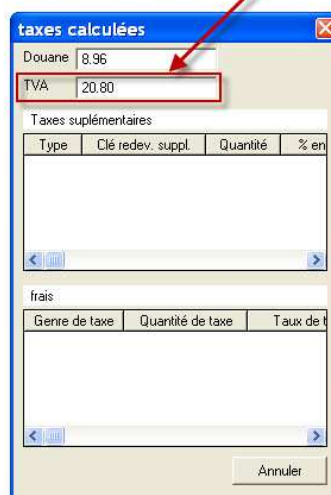 taxes calculées
Douane 8.96
TVA 20.80
Taxes suplémentaires
Type Clé redev. suppl. Quantité % en
frais
Genre de taxe Quantité de taxe Taux de t
Annuler